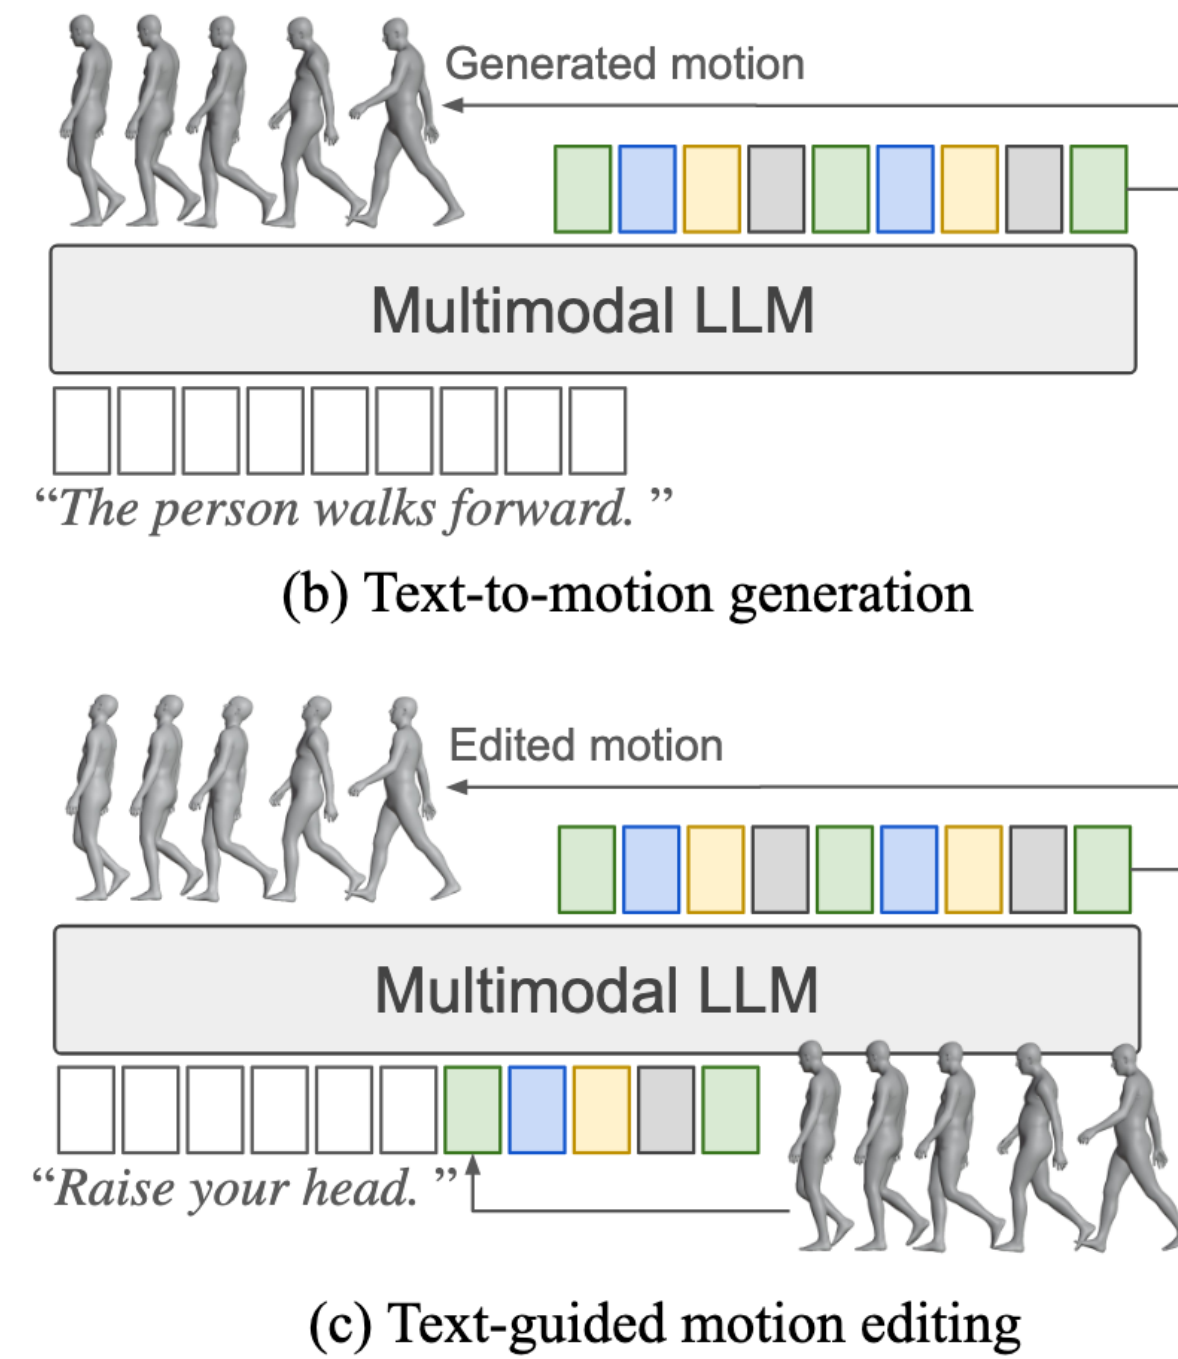 Generated motion
Multimodal LLM
“The person walks forward. ”
(b) Text-to-motion generation
Edited motion
Multimodal LLM
“Raise your head. ”
(c) Text-guided motion editing